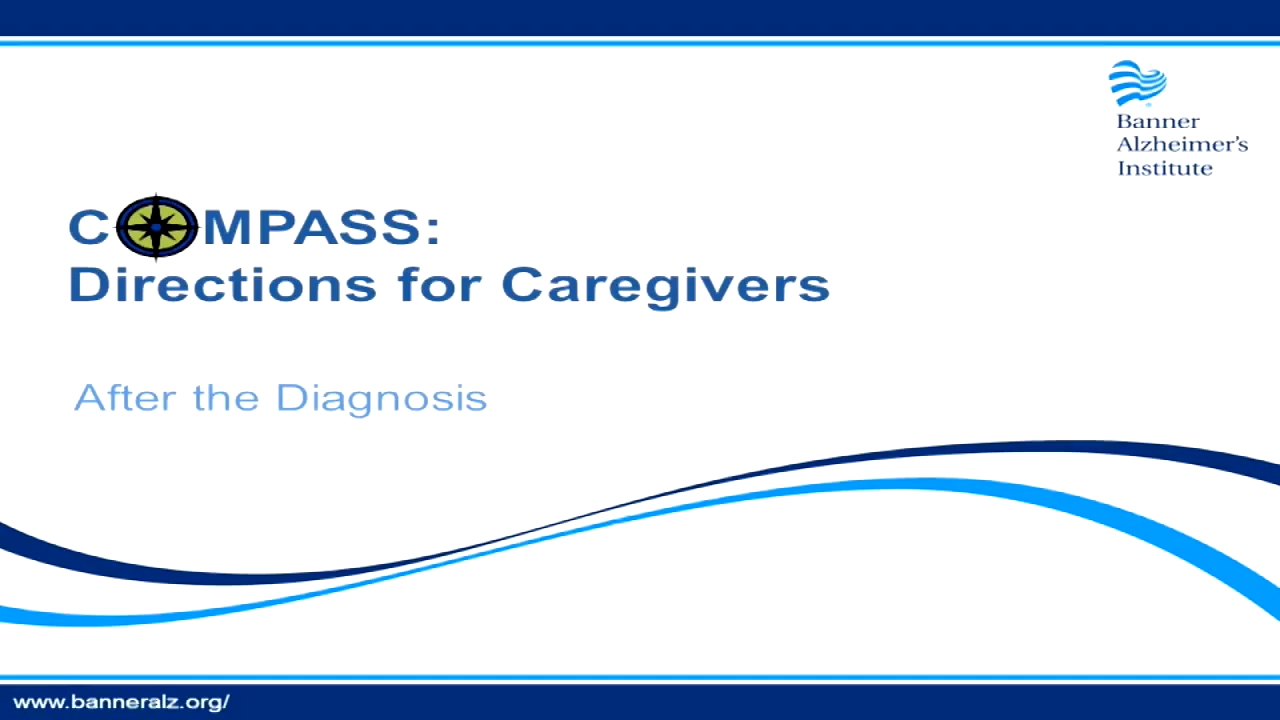 Banner
Alzheimer's
Institute
COMPASS:
Directions for Caregivers
After the Diagnosis
www.banneralz.org/